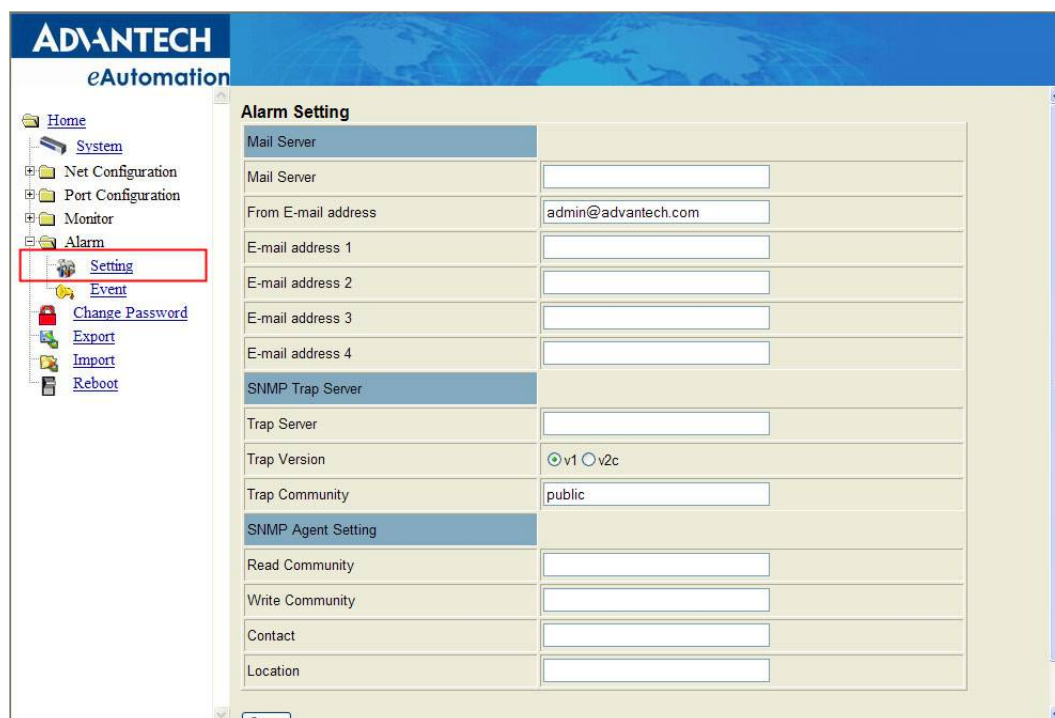 ADVANTECH
eAutomation
Home
System
Net Configuration
Port Configuration
Monitor
Alarm
Setting
Event
Change Password
Export
Import
Reboot
Alarm Setting
Mail Server
Mail Server
From E-mail address admin@advantech.com
E-mail address 1
E-mail address 2
E-mail address 3
E-mail address 4
SNMP Trap Server
Trap Server
Trap Version v1 v2c
Trap Community public
SNMP Agent Setting
Read Community
Write Community
Contact
Location